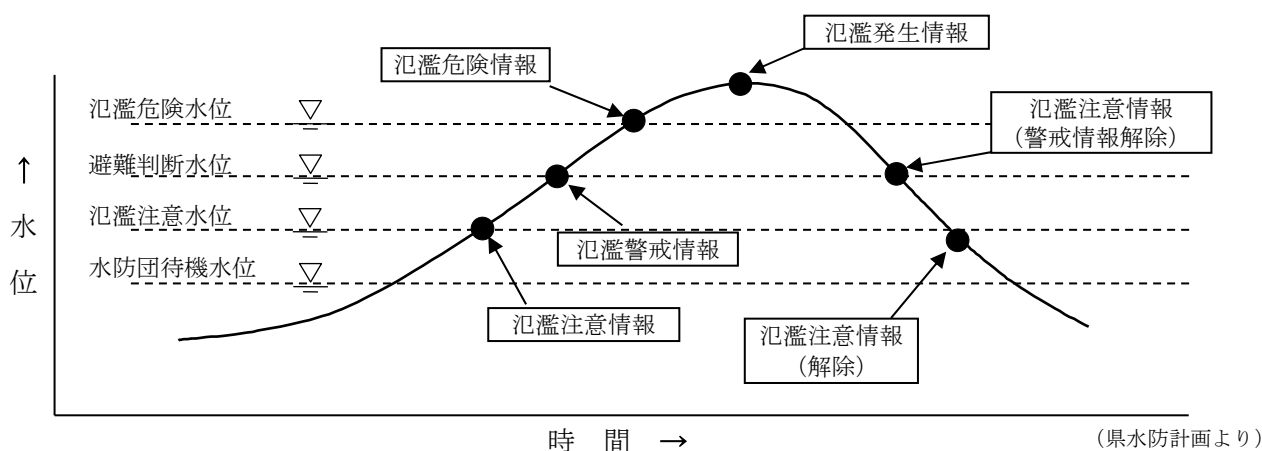 氾濫発生情報
氾濫危険情報
氾濫危険水位
氾濫注意情報
（警戒情報解除）
避難判断水位
氾濫注意水位
氾濫警戒情報
水防団待機水位
氾濫注意情報
氾濫注意情報
（解除）
↑
水
位
時　間　→
（県水防計画より）